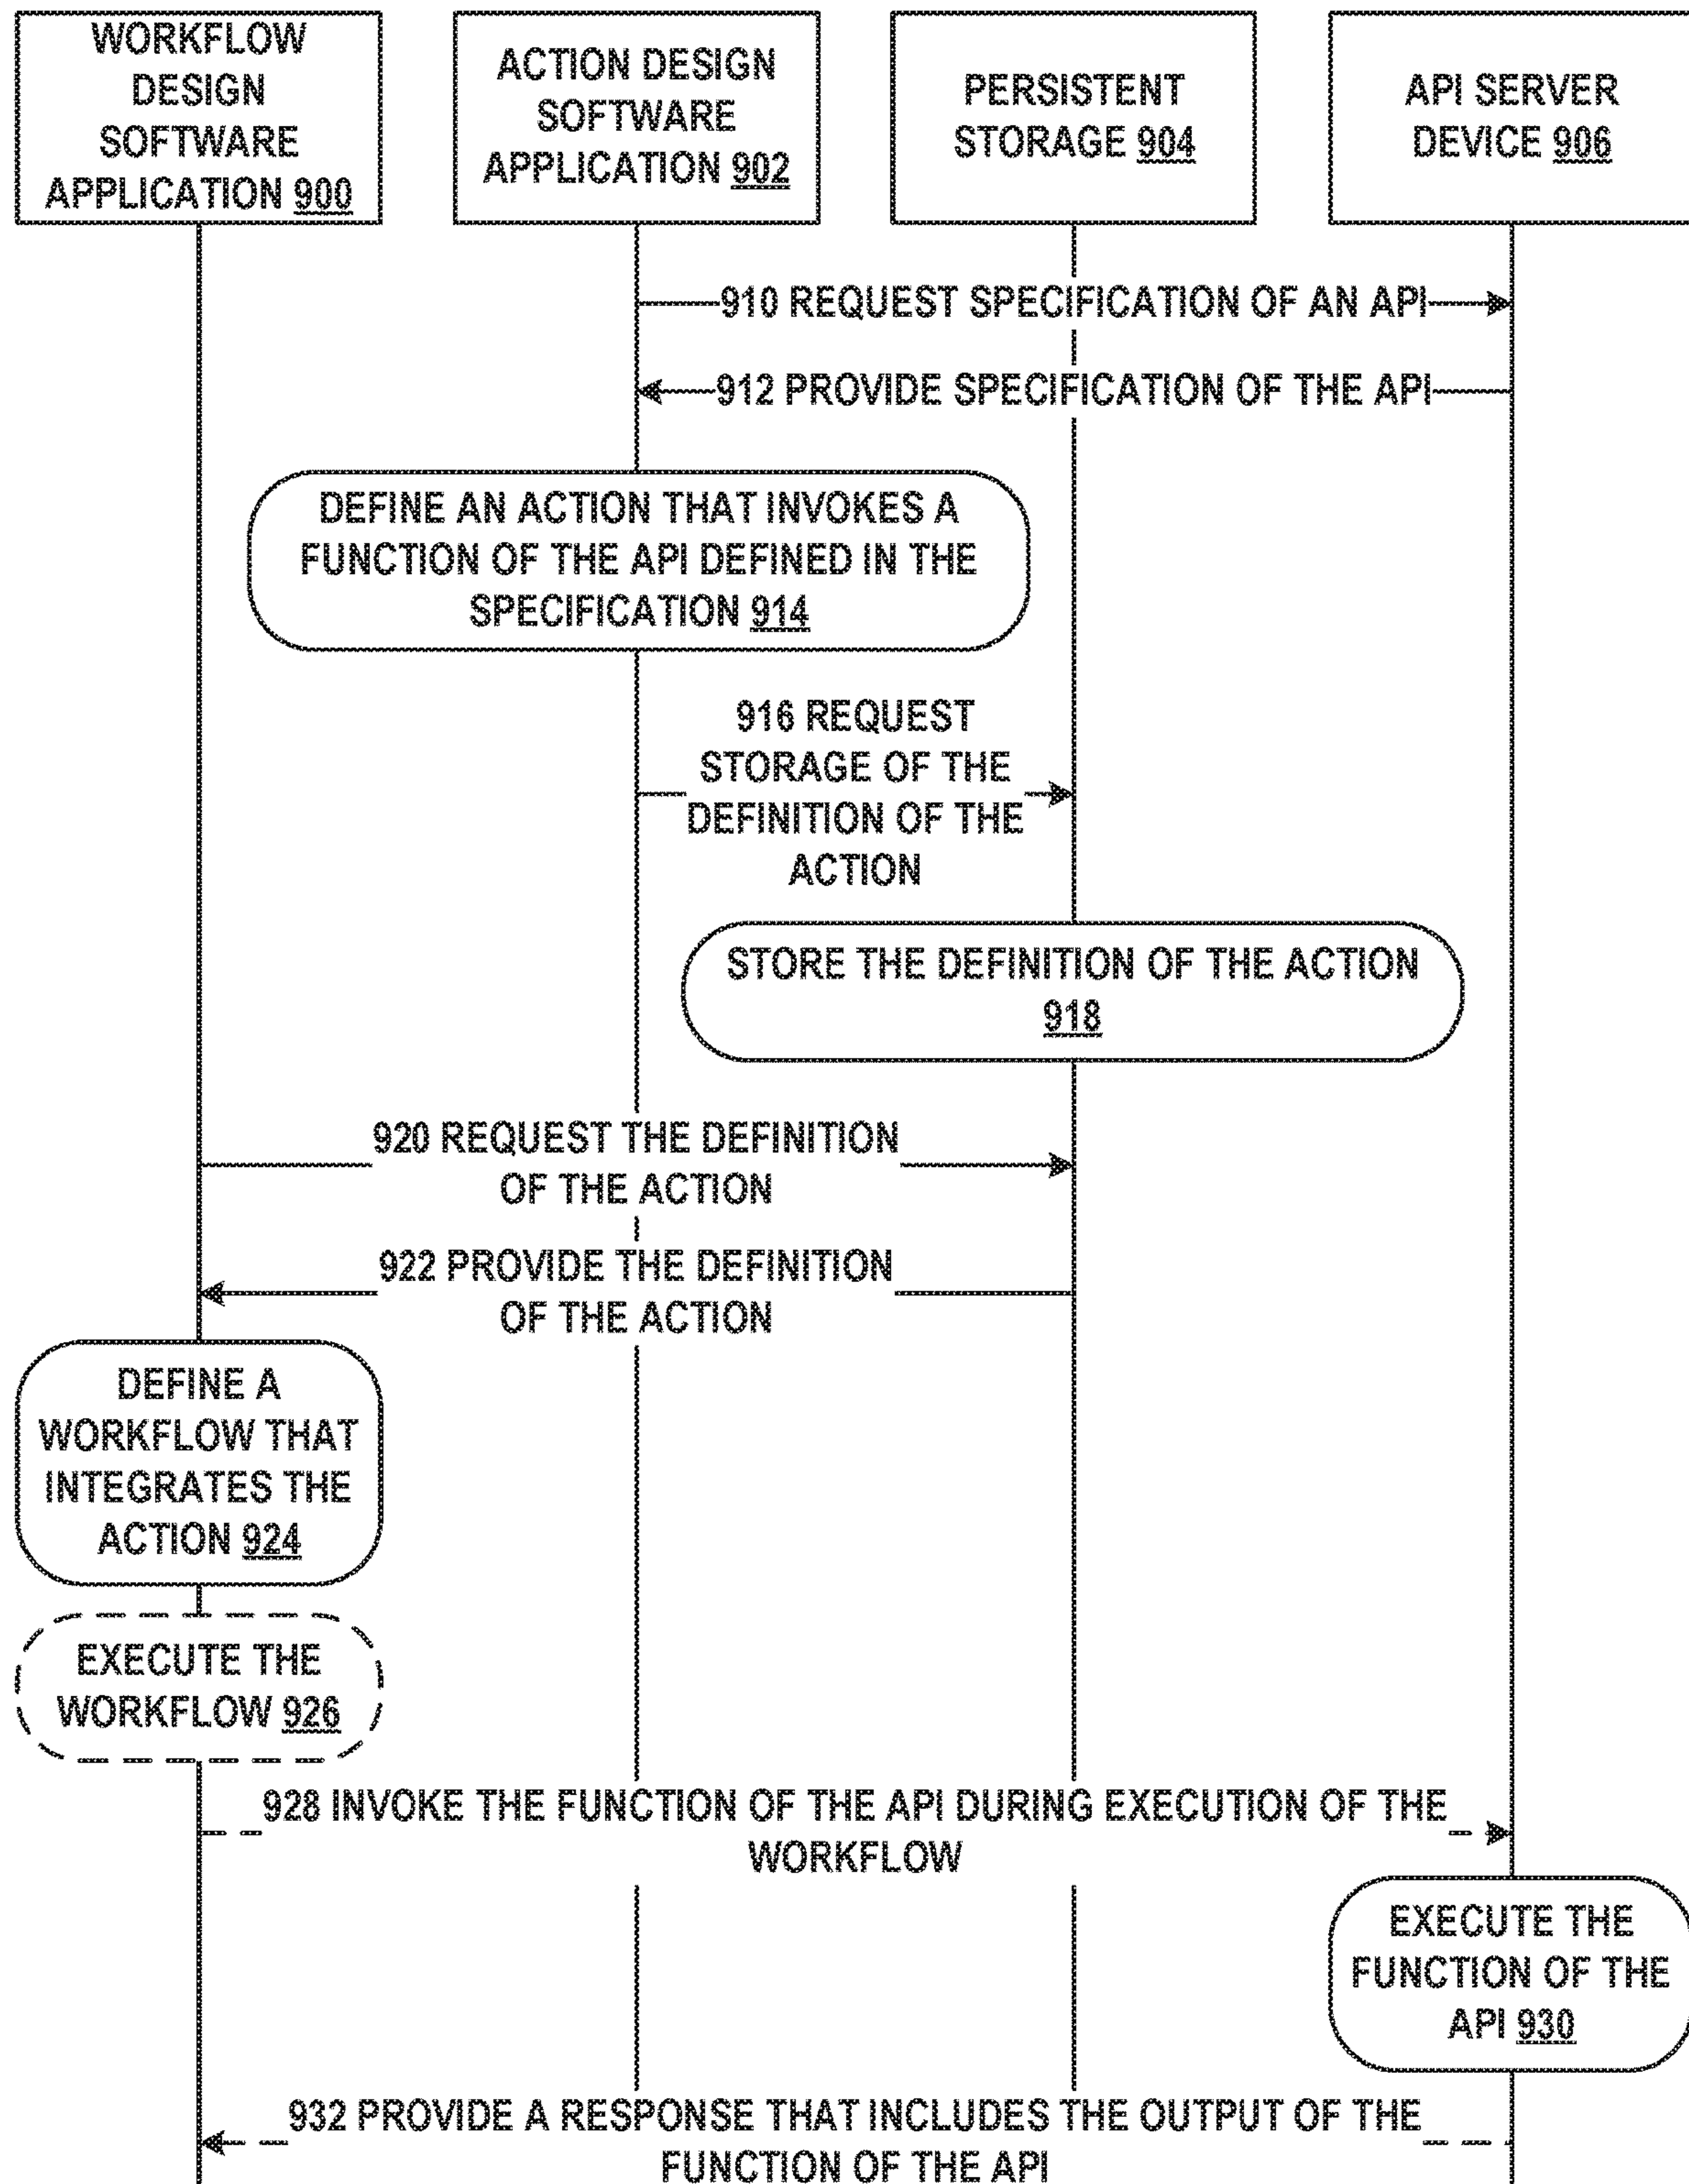 WORKFLOW
DESIGN
SOFTWARE
APPLICATION 900
ACTION DESIGN
SOFTWARE
APPLICATION 902
PERSISTENT
STORAGE 904
API SERVER
DEVICE 906
910 REQUEST SPECIFICATION OF AN API
912 PROVIDE SPECIFICATION OF THE API
DEFINE AN ACTION THAT INVOKES A
FUNCTION OF THE API DEFINED IN THE
SPECIFICATION 914
916 REQUEST
STORAGE OF THE
DEFINITION OF THE
ACTION
STORE THE DEFINITION OF THE ACTION
918
920 REQUEST THE DEFINITION
OF THE ACTION
922 PROVIDE THE DEFINITION
OF THE ACTION
DEFINE A
WORKFLOW THAT
INTEGRATES THE
ACTION 924
EXECUTE THE
WORKFLOW 926
928 INVOKE THE FUNCTION OF THE API DURING EXECUTION OF THE
WORKFLOW
EXECUTE THE
FUNCTION OF THE
API 930
932 PROVIDE A RESPONSE THAT INCLUDES THE OUTPUT OF THE
FUNCTION OF THE API